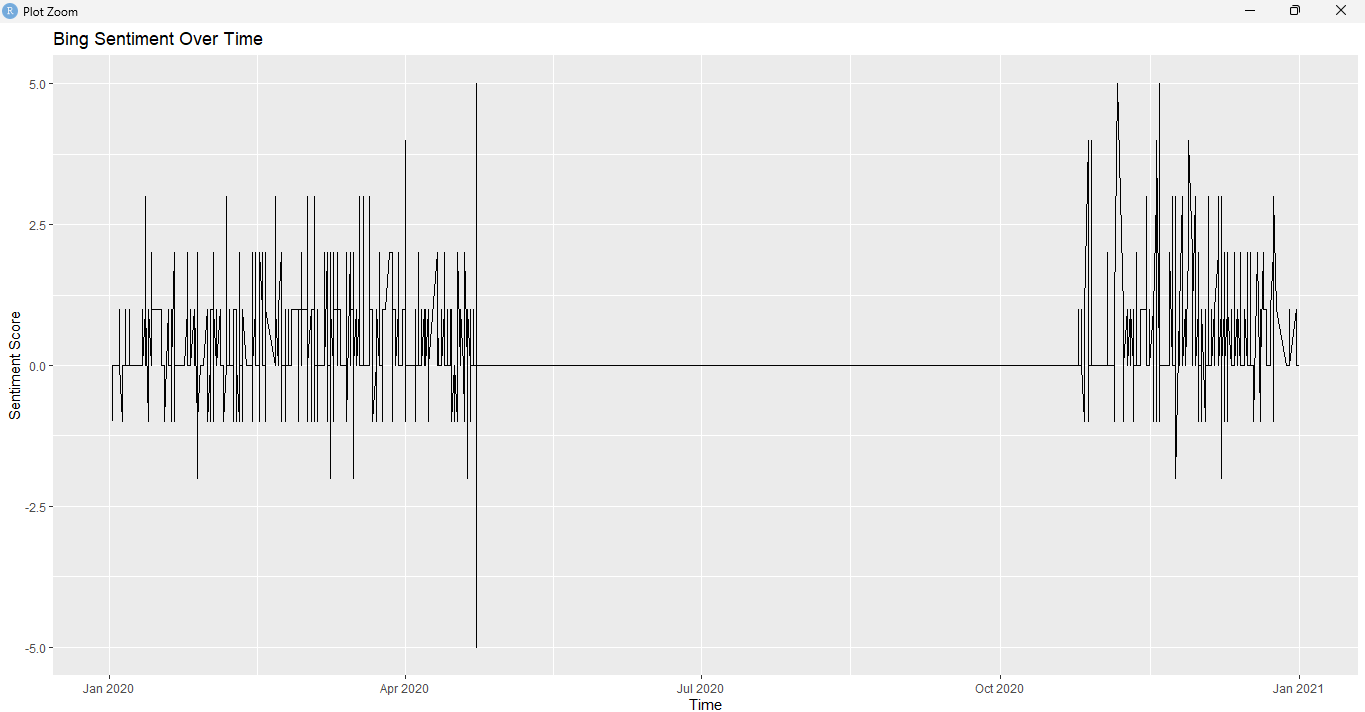 R Plot Zoom
Bing Sentiment Over Time
5.0
2.5
0.0
-2.5
-5.0
Sentiment Score
Jan 2020 Apr 2020 Jul 2020 Oct 2020 Jan 2021
Time